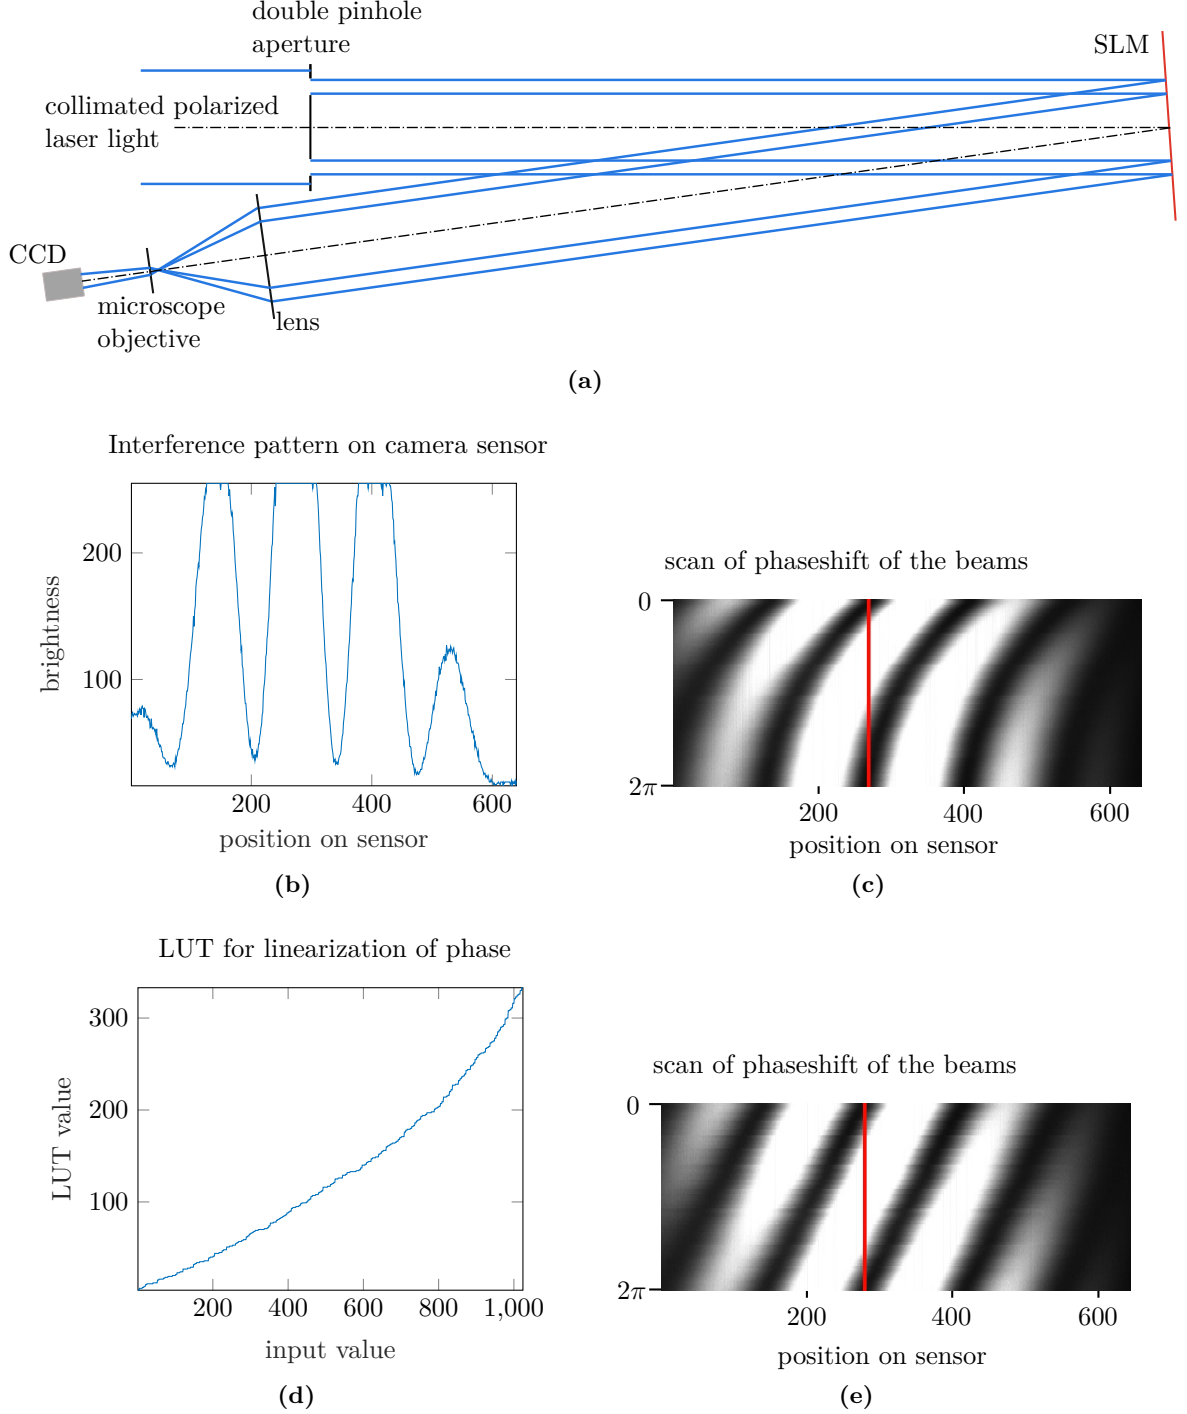 double pinhole
aperture
SLM
collimated polarized
laser light
CCD
microscope
objective
lens
(a)
Interference pattern on camera sensor
brightness
200
100
200
400
600
position on sensor
(b)
scan of phaseshift of the beams
0
2π
200
400
600
position on sensor
(c)
LUT for linearization of phase
LUT value
300
200
100
200
400
600
800
1,000
input value
(d)
scan of phaseshift of the beams
0
2π
200
400
600
position on sensor
(e)